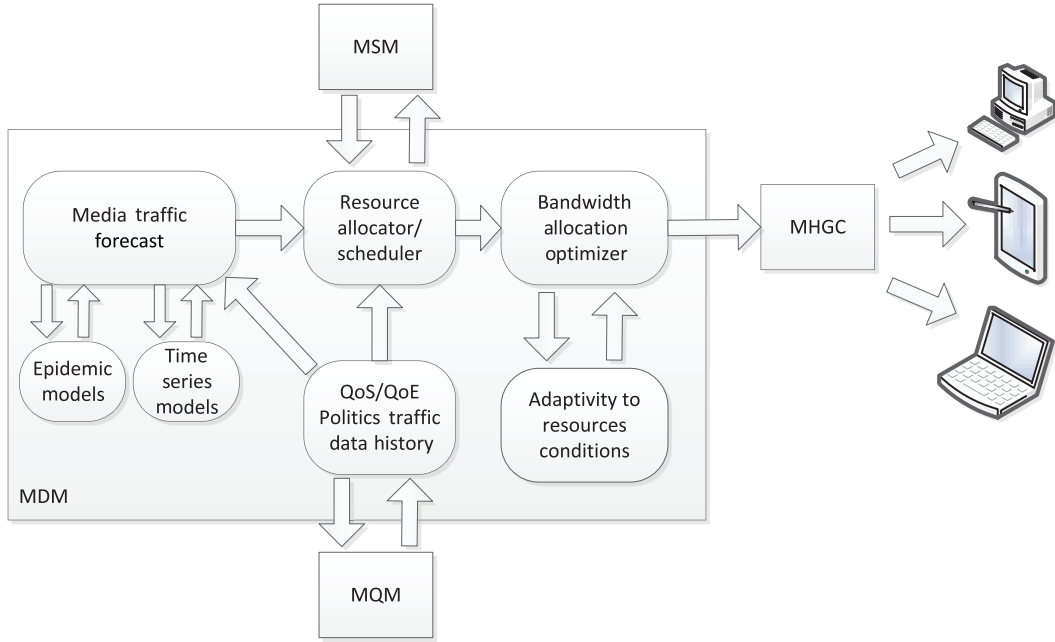 MSM
Media traffic
forecast
Resource
allocator/
scheduler
Bandwidth
allocation
optimizer
MHGC
Epidemic
models
Time
series
models
QoS/QoE
Politics traffic
data history
Adaptivity to
resources
conditions
MDM
MQM